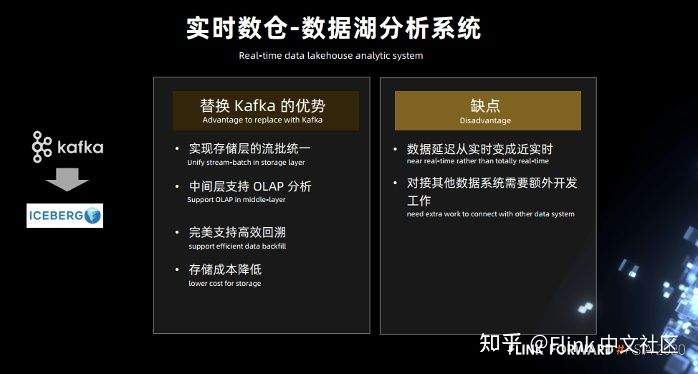 实时数仓-数据湖分析系统
Real-time data lakehouse analytic system
kafka
ICEBERG
替换 Kafka 的优势
Advantage to replace with Kafka
• 实现存储层的流批统一
Unify stream-batch in storage layer
• 中间层支持 OLAP 分析
Support OLAP in middle-layer
• 完美支持高效回溯
support efficient data backfill
• 存储成本降低
lower cost for storage
缺点
Disadvantage
• 数据延迟从实时变成近实时
near real-time rather than totally real-time
• 对接其他数据系统需要额外开发
工作
need extra work to connect with other data system
知乎 @Flink 中文社区
FLINK FORWARD # ASIA 2020